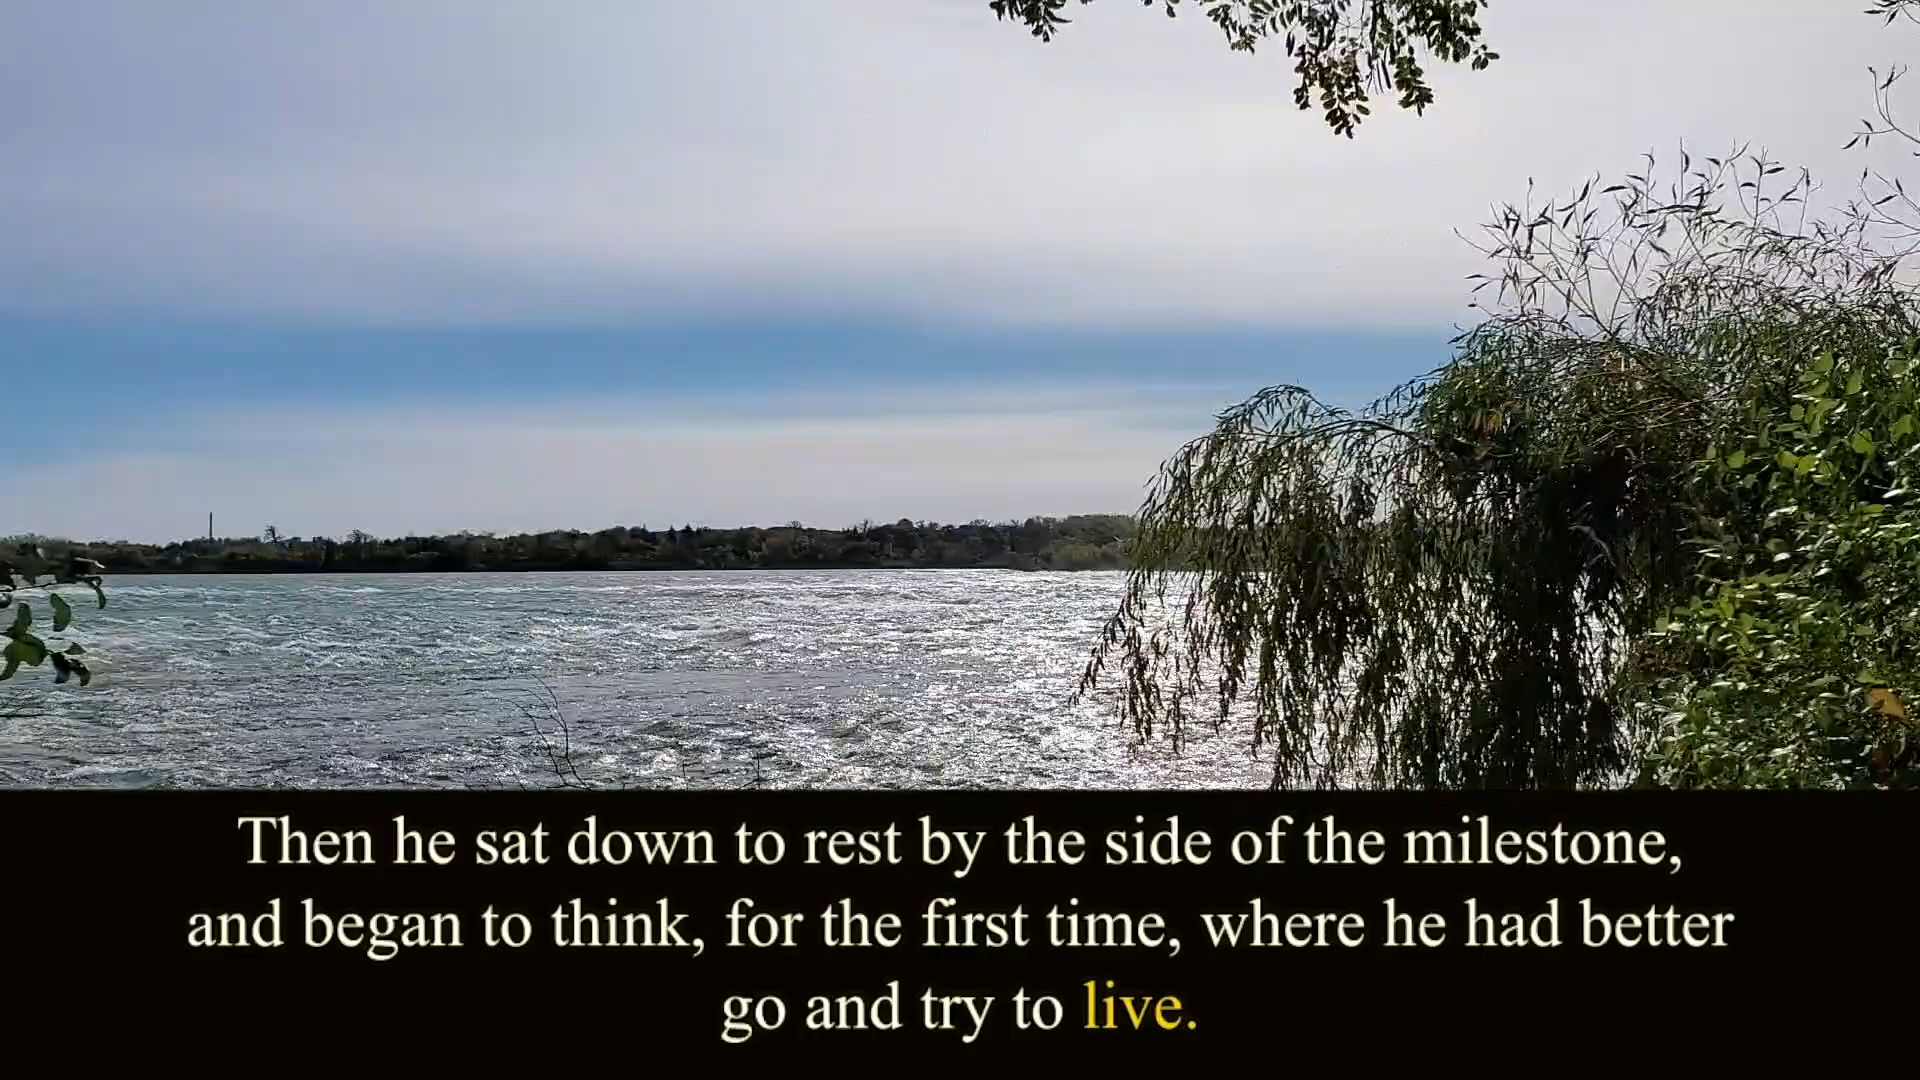 Then he sat down to rest by the side of the milestone,
and began to think, for the first time, where he had better
go and try to live.